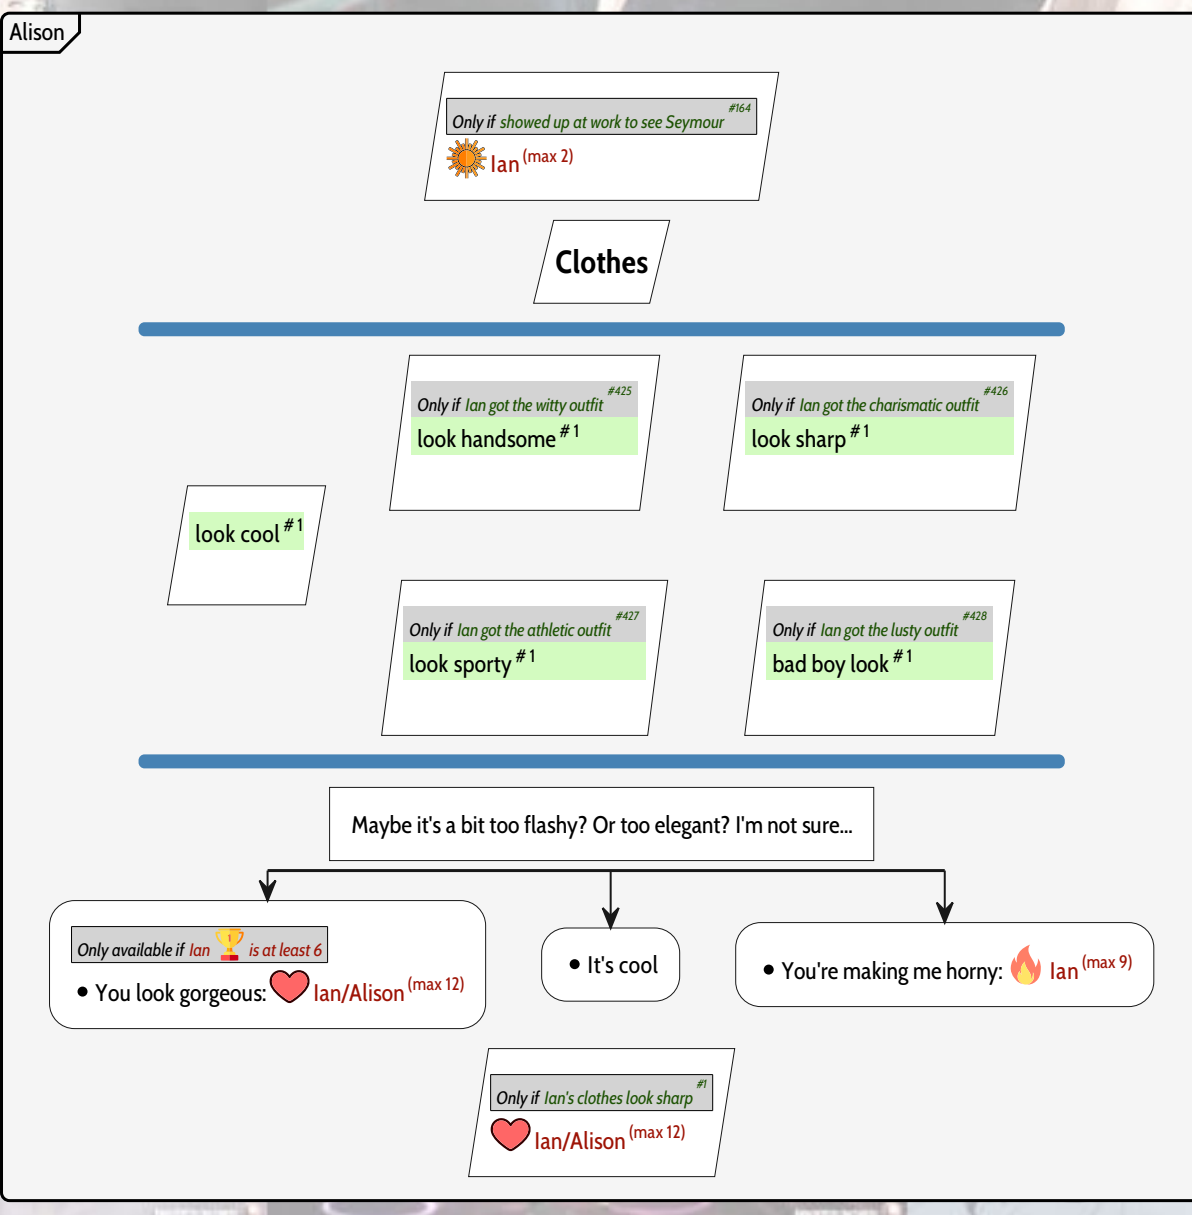 Alison
#164
Only if showed up at work to see Seymour
Ian (max 2)
Clothes
#425
Only if Ian got the witty outfit
look handsome #1
#426
Only if Ian got the charismatic outfit
look sharp #1
look cool #1
#427
Only if Ian got the athletic outfit
look sporty #1
#428
Only if Ian got the lusty outfit
bad boy look #1
Maybe it's a bit too flashy? Or too elegant? I'm not sure...
Only available if Ian 1 is at least 6
• You look gorgeous: Ian/Alison (max 12)
• It's cool
• You're making me horny: Ian (max 9)
#1
Only if Ian's clothes look sharp
Ian/Alison (max 12)